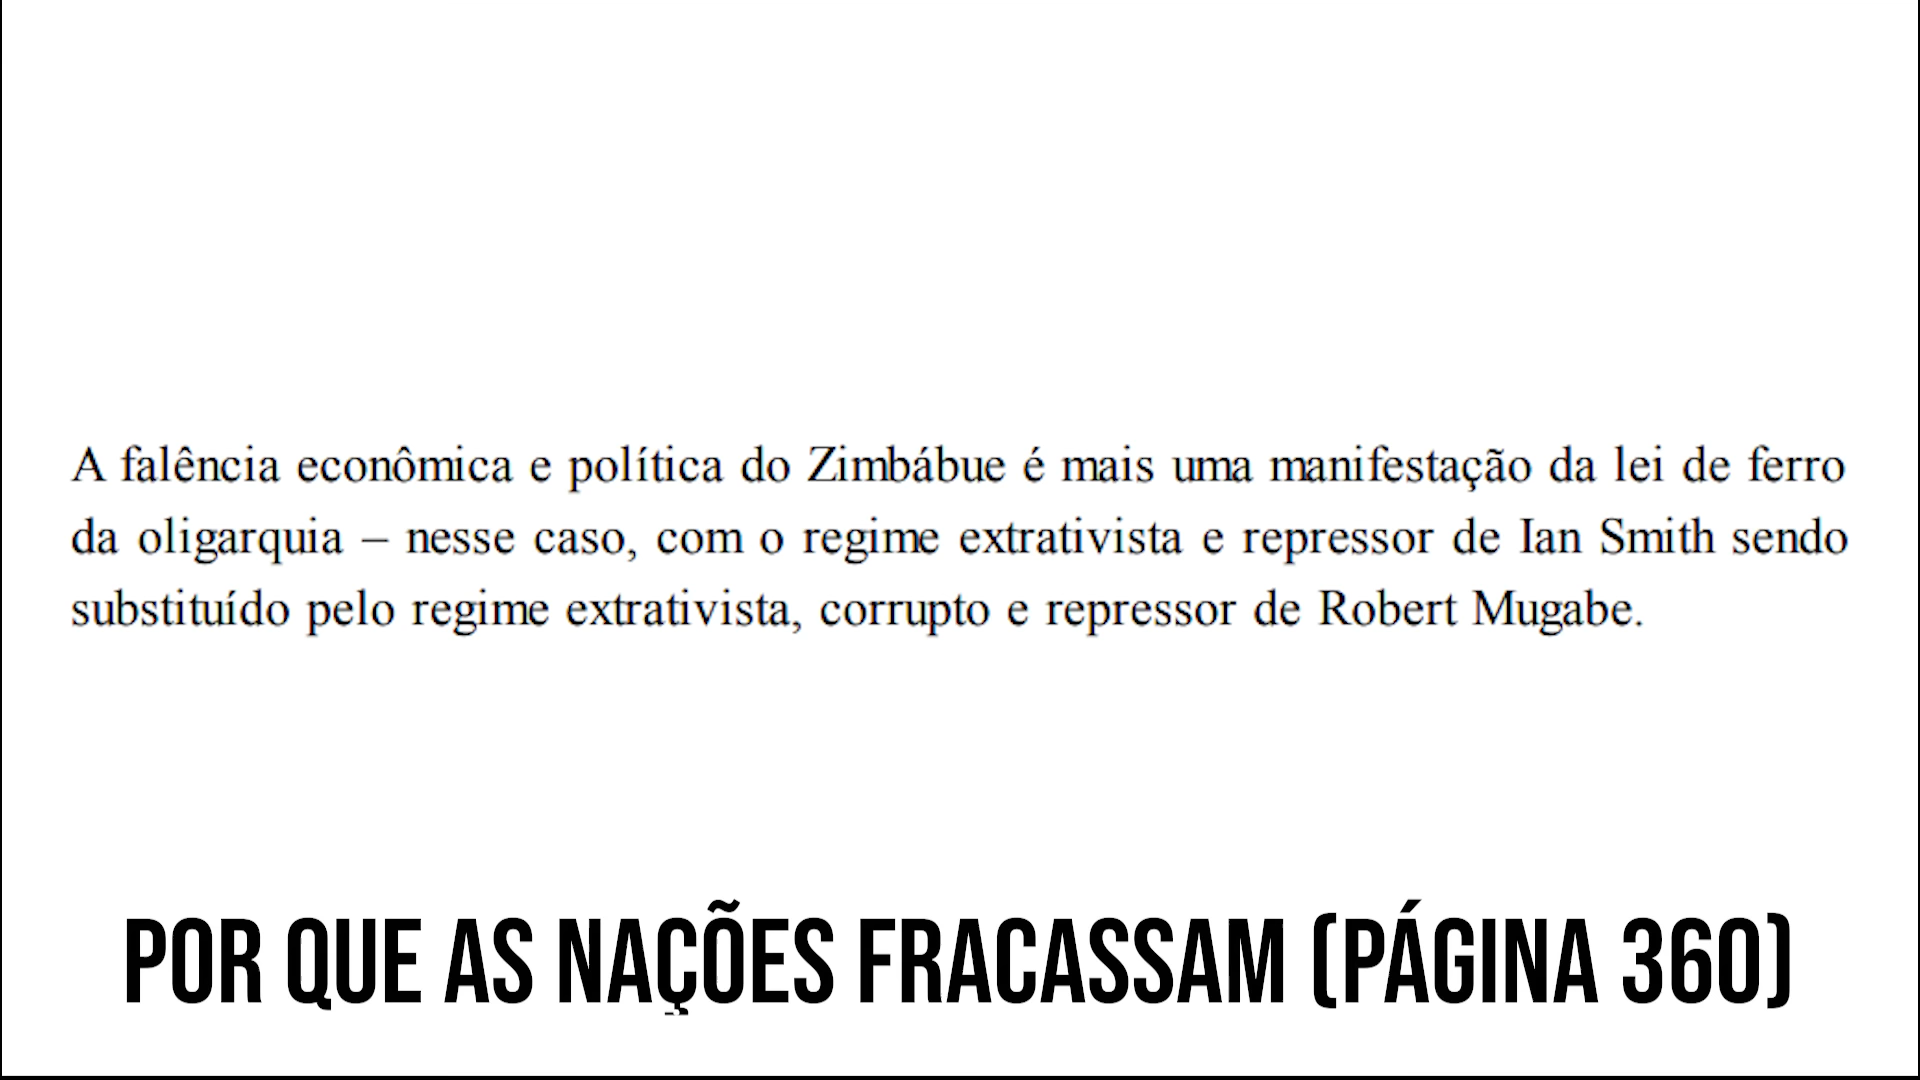 A falência econômica e política do Zimbábue é mais uma manifestação da lei de ferro
da oligarquia – nesse caso, com o regime extrativista e repressor de Ian Smith sendo
substituído pelo regime extrativista, corrupto e repressor de Robert Mugabe.
POR QUE AS NAÇÕES FRACASSAM (PÁGINA 360)